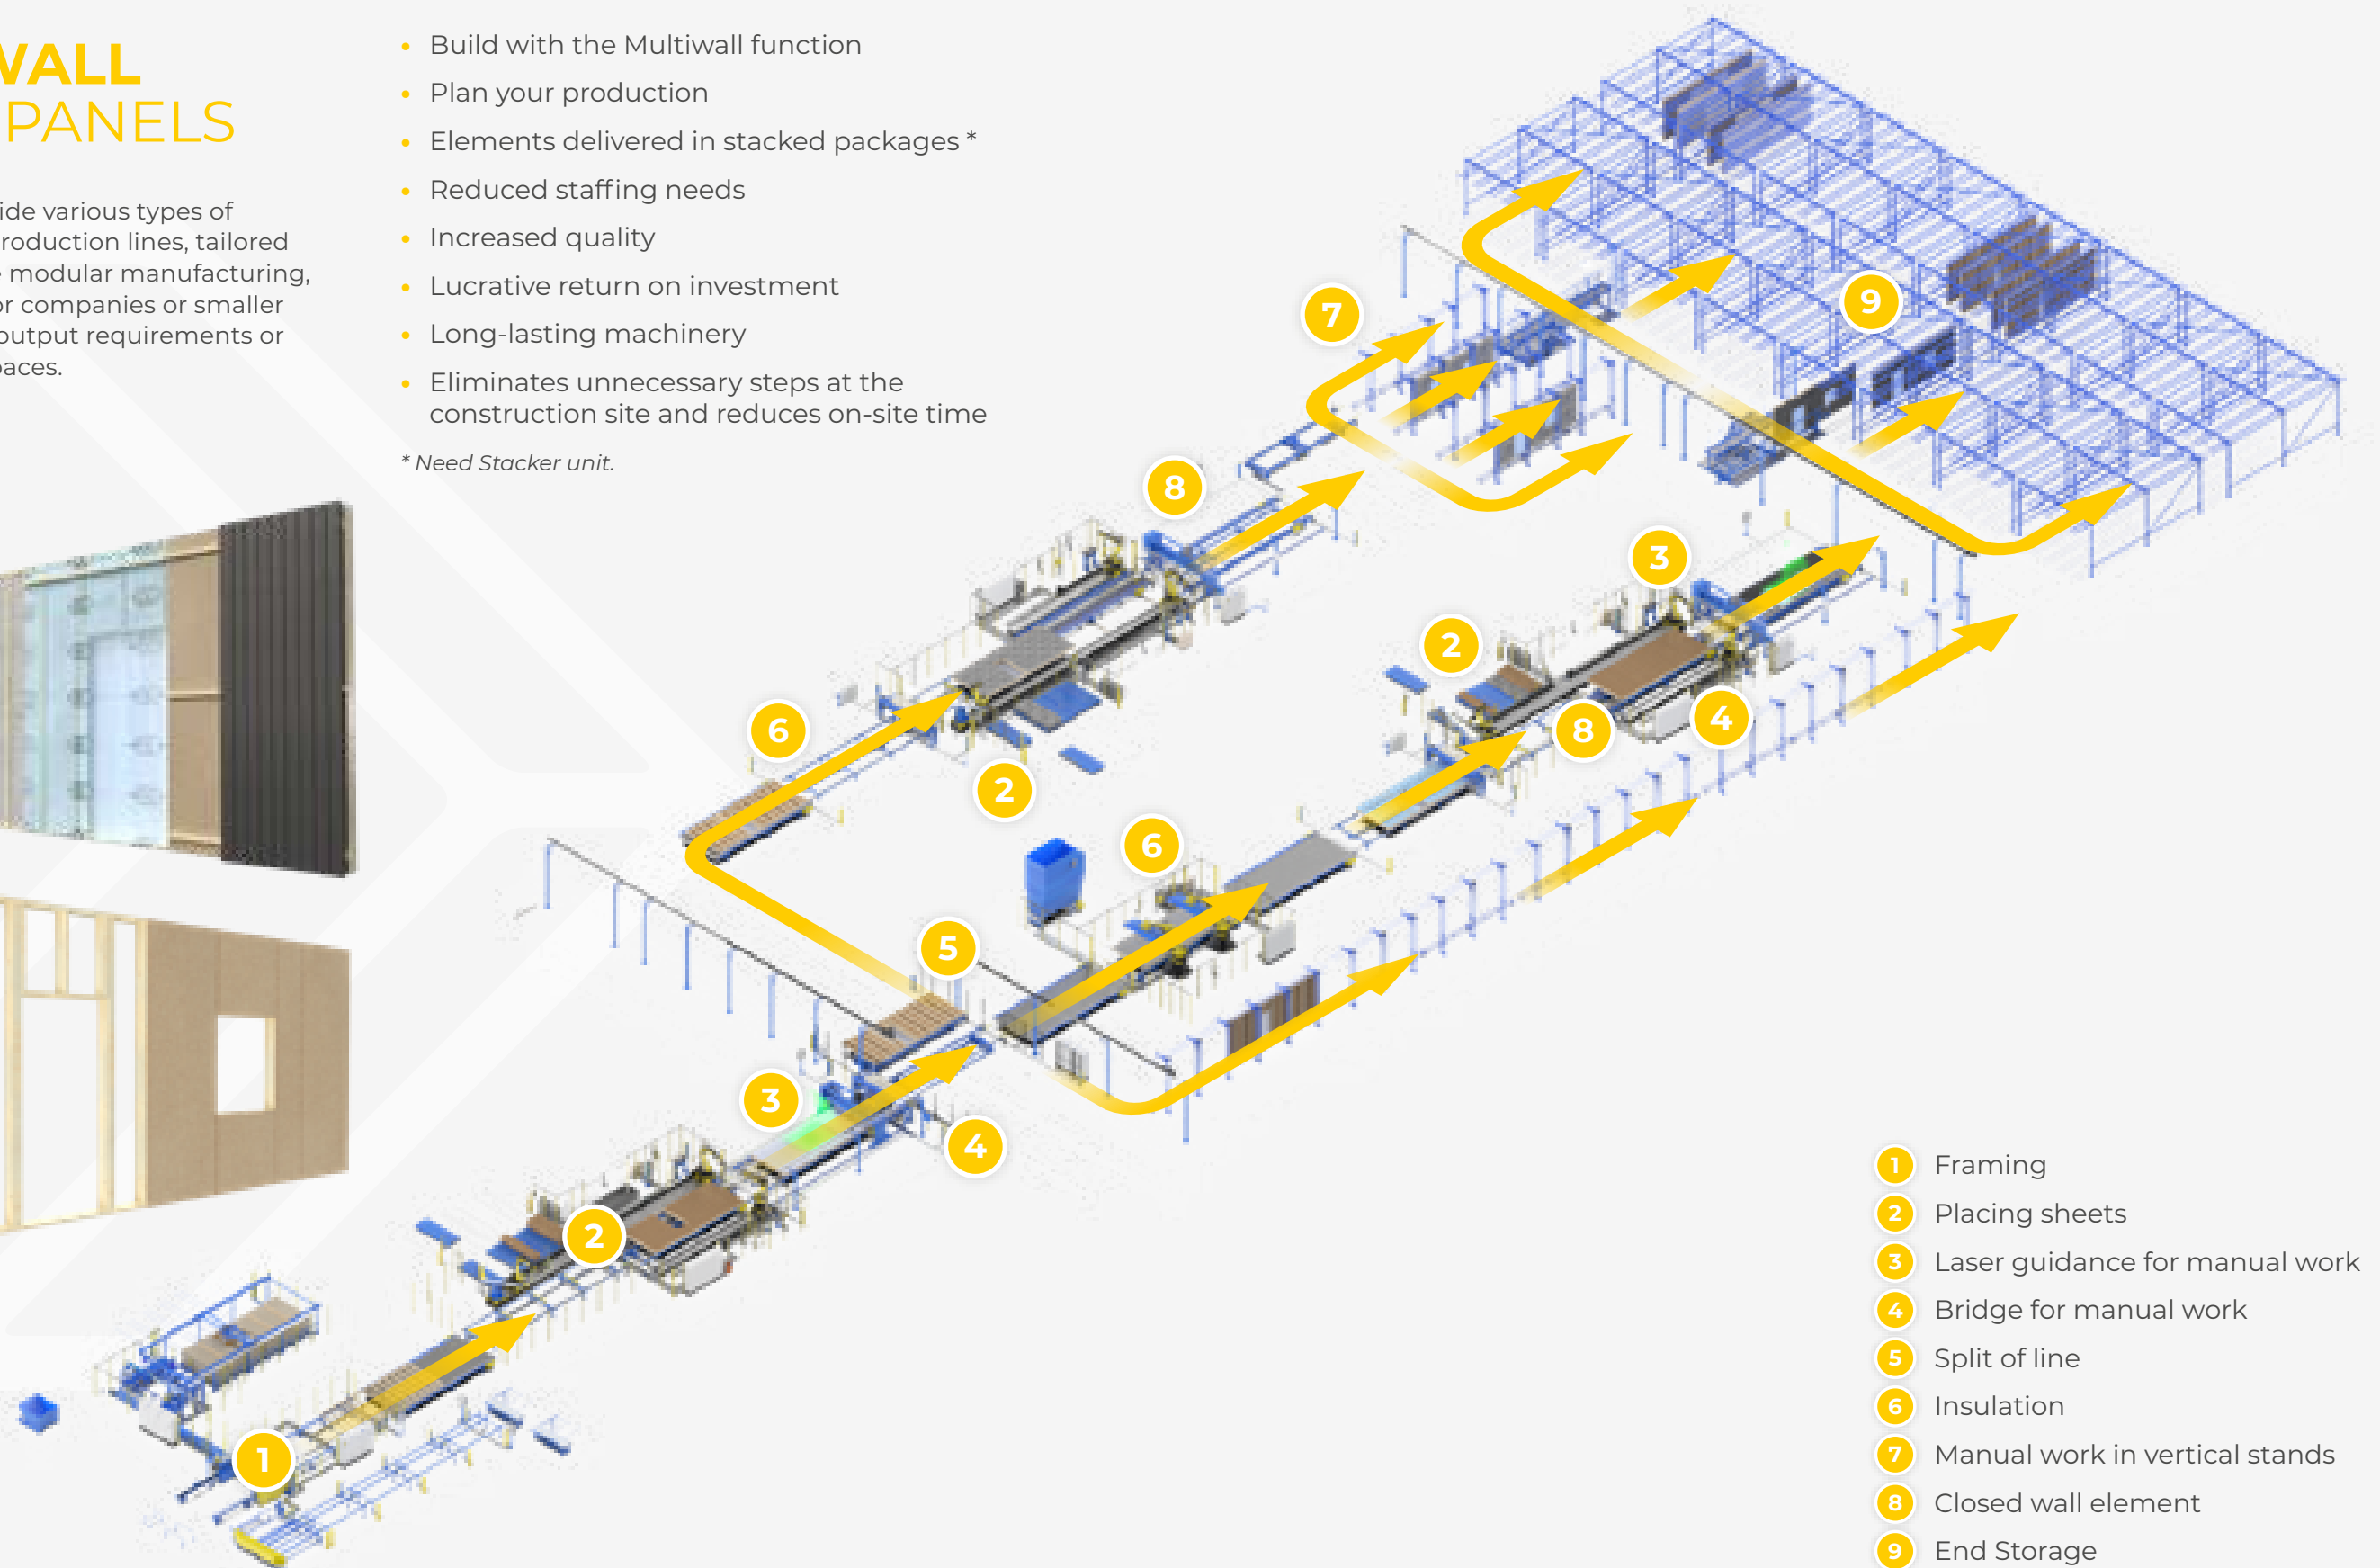 WALL
PANELS
ide various types of
roduction lines, tailored
e modular manufacturing,
or companies or smaller
output requirements or
paces.
• Build with the Multiwall function
• Plan your production
• Elements delivered in stacked packages *
• Reduced staffing needs
• Increased quality
• Lucrative return on investment
• Long-lasting machinery
• Eliminates unnecessary steps at the
construction site and reduces on-site time
* Need Stacker unit.
7
9
8
3
2
6
8
4
2
6
5
3
4
2
1
1 Framing
2 Placing sheets
3 Laser guidance for manual work
4 Bridge for manual work
5 Split of line
6 Insulation
7 Manual work in vertical stands
8 Closed wall element
9 End Storage